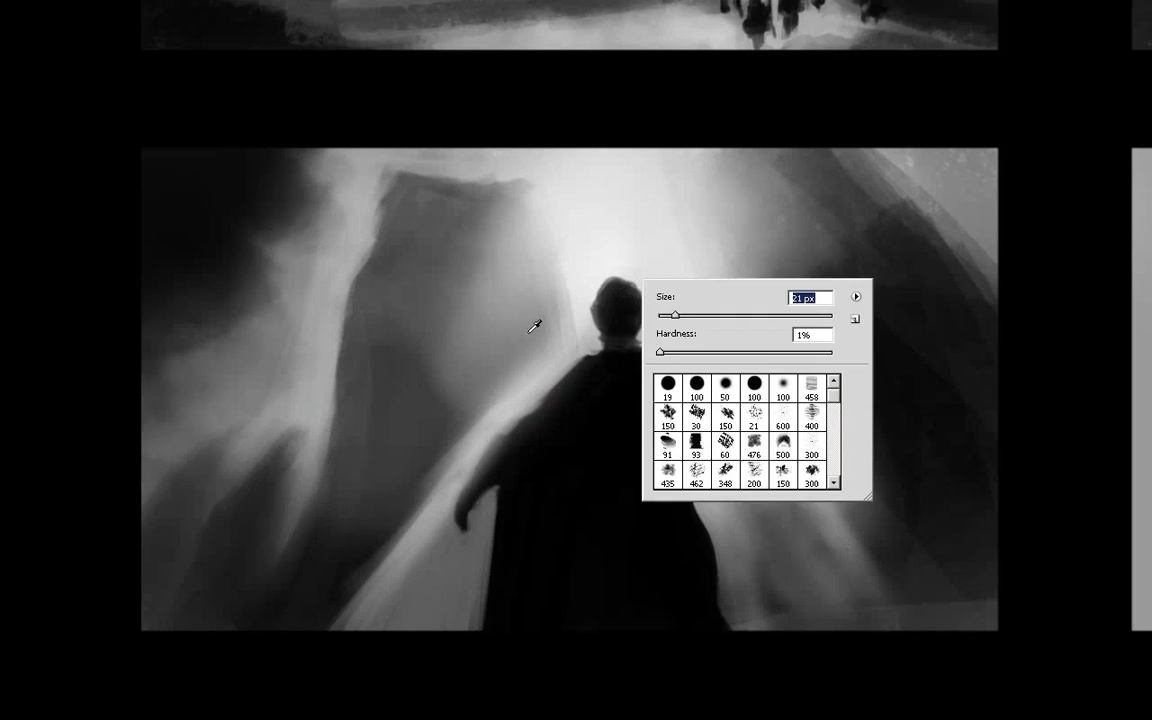 Size: 21 px
Hardness: 1%
19 100 50 100 100 458
150 30 150 21 600 400
91 93 60 476 500 300
435 462 348 200 150 300